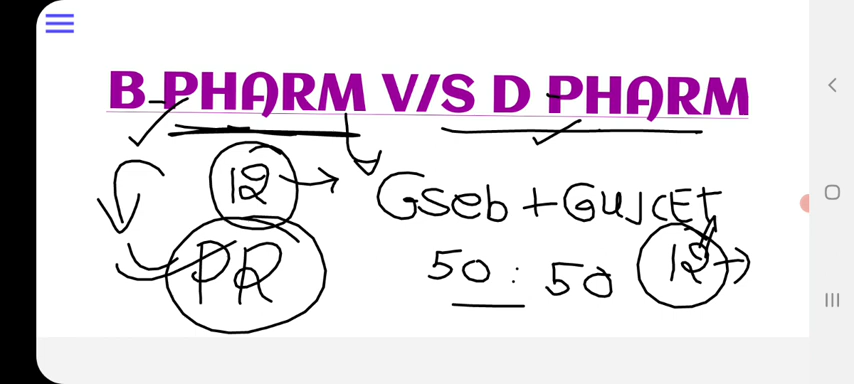 B-PHARM V/S D PHARM
12 → Gseb + GUJCET
PR 50 : 50 12 →